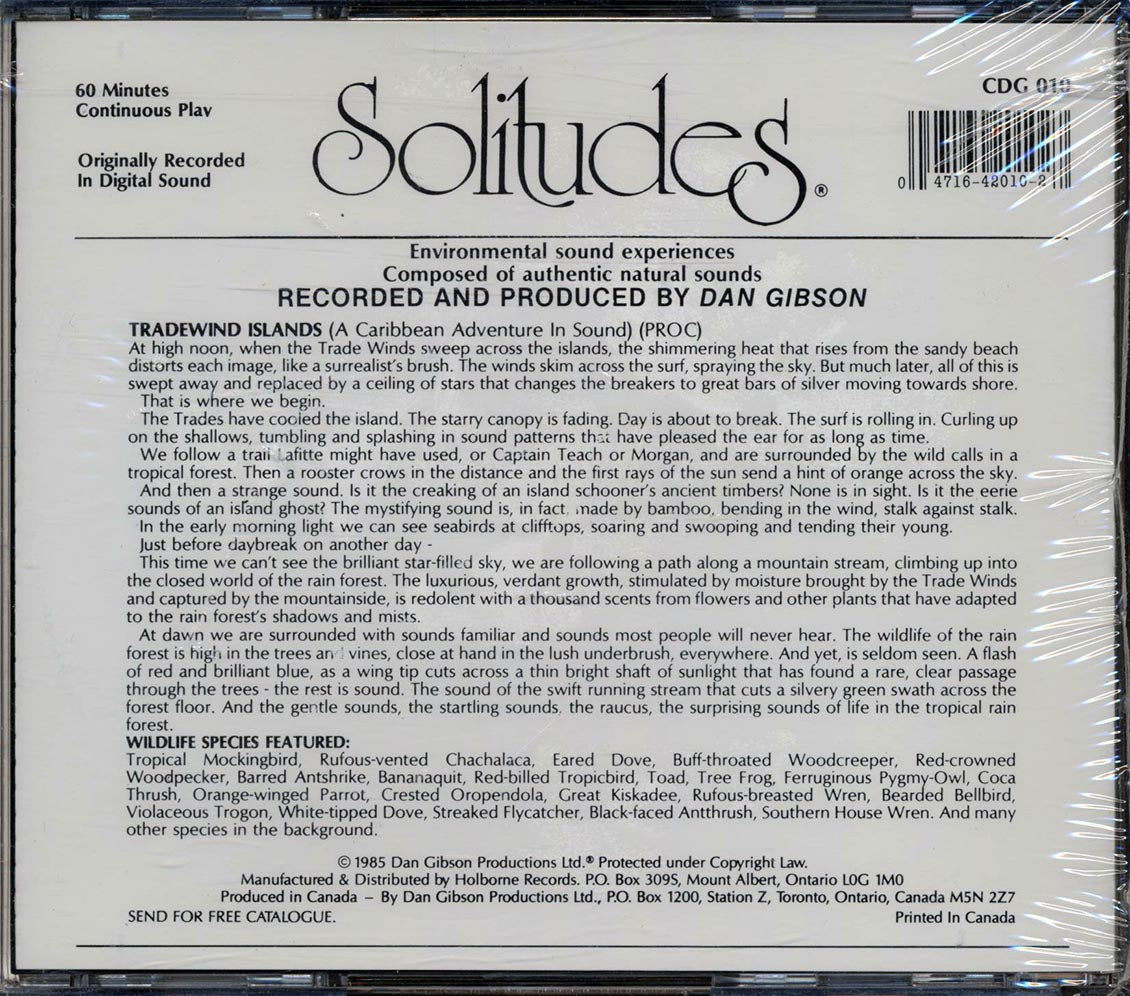 60 Minutes
Continuous Play
Originally Recorded
In Digital Sound
Solitudes®
CDG 010
0 4716-42010-2
Environmental sound experiences
Composed of authentic natural sounds
RECORDED AND PRODUCED BY DAN GIBSON
TRADEWIND ISLANDS (A Caribbean Adventure In Sound) (PROC)
At high noon, when the Trade Winds sweep across the islands, the shimmering heat that rises from the sandy beach
distorts each image, like a surrealist's brush. The winds skim across the surf, spraying the sky. But much later, all of this is
swept away and replaced by a ceiling of stars that changes the breakers to great bars of silver moving towards shore.
That is where we begin.
The Trades have cooled the island. The starry canopy is fading. Day is about to break. The surf is rolling in. Curling up
on the shallows, tumbling and splashing in sound patterns that have pleased the ear for as long as time.
We follow a trail Lafitte might have used, or Captain Teach or Morgan, and are surrounded by the wild calls in a
tropical forest. Then a rooster crows in the distance and the first rays of the sun send a hint of orange across the sky.
And then a strange sound. Is it the creaking of an island schooner's ancient timbers? None is in sight. Is it the eerie
sounds of an island ghost? The mystifying sound is, in fact, made by bamboo, bending in the wind, stalk against stalk.
In the early morning light we can see seabirds at clifftops, soaring and swooping and tending their young.
Just before daybreak on another day -
This time we can't see the brilliant star-filled sky, we are following a path along a mountain stream, climbing up into
the closed world of the rain forest. The luxurious, verdant growth, stimulated by moisture brought by the Trade Winds
and captured by the mountainside, is redolent with a thousand scents from flowers and other plants that have adapted
to the rain forest's shadows and mists.
At dawn we are surrounded with sounds familiar and sounds most people will never hear. The wildlife of the rain
forest is high in the trees and vines, close at hand in the lush underbrush, everywhere. And yet, is seldom seen. A flash
of red and brilliant blue, as a wing tip cuts across a thin bright shaft of sunlight that has found a rare, clear passage
through the trees - the rest is sound. The sound of the swift running stream that cuts a silvery green swath across the
forest floor. And the gentle sounds, the startling sounds, the raucus, the surprising sounds of life in the tropical rain
forest.
WILDLIFE SPECIES FEATURED:
Tropical Mockingbird, Rufous-vented Chachalaca, Eared Dove, Buff-throated Woodcreeper, Red-crowned
Woodpecker, Barred Antshrike, Bananaquit, Red-billed Tropicbird, Toad, Tree Frog, Ferruginous Pygmy-Owl, Coca
Thrush, Orange-winged Parrot, Crested Oropendola, Great Kiskadee, Rufous-breasted Wren, Bearded Bellbird,
Violaceous Trogon, White-tipped Dove, Streaked Flycatcher, Black-faced Antthrush, Southern House Wren. And many
other species in the background.
© 1985 Dan Gibson Productions Ltd.® Protected under Copyright Law.
Manufactured & Distributed by Holborne Records. P.O. Box 309S, Mount Albert, Ontario L0G 1M0
Produced in Canada – By Dan Gibson Productions Ltd., P.O. Box 1200, Station Z, Toronto, Ontario, Canada M5N 2Z7
SEND FOR FREE CATALOGUE.
Printed In Canada